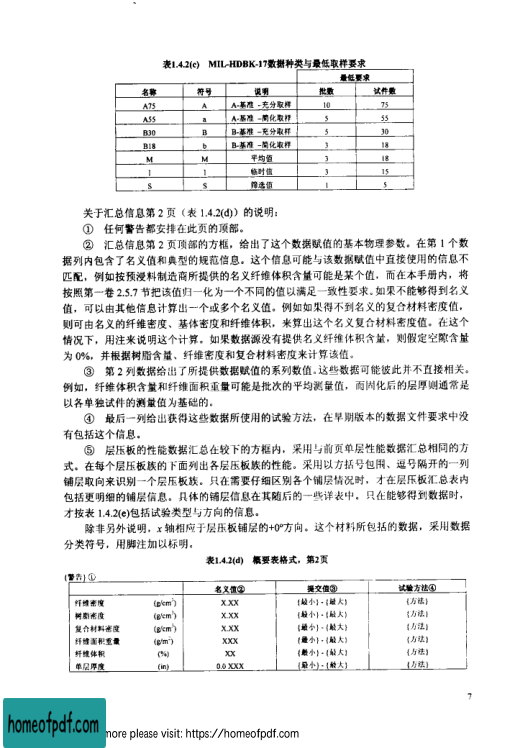 表1.4.2(c) MIL-HDBK-17数据种类与最低取样要求
最低要求
名称 符号 说明 批数 试件数
A75 A A-基准 –充分取样 10 75
A55 a A-基准 –简化取样 5 55
B30 B B-基准 –充分取样 5 30
B18 b B-基准 –简化取样 3 18
M M 平均值 3 18
I I 临时值 3 15
S S 筛选值 1 5
关于汇总信息第 2 页（表 1.4.2(d)）的说明：
① 任何警告都安排在此页的顶部。
② 汇总信息第 2 页顶部的方框，给出了这个数据赋值的基本物理参数。在第 1 个数
据列内包含了名义值和典型的规范信息。这个信息可能与该数据赋值中直接使用的信息不
匹配，例如按预浸料制造商所提供的名义纤维体积含量可能是某个值，而在本手册内，将
按照第一卷 2.5.7 节把该值归一化为一个不同的值以满足一致性要求。如果不能够得到名义
值，可以由其他信息计算出一个或多个名义值。例如如果得不到名义的复合材料密度值，
则可由名义的纤维密度、基体密度和纤维体积，来算出这个名义复合材料密度值。在这个
情况下，用注来说明这个计算。如果数据源没有提供名义纤维体积含量，则假定空隙含量
为 0%，并根据树脂含量、纤维密度和复合材料密度来计算该值。
③ 第 2 列数据给出了所提供数据赋值的系列数值。这些数据可能彼此并不直接相关。
例如，纤维体积含量和纤维面积重量可能是批次的平均测量值，而固化后的层厚则通常是
以各单独试件的测量值为基础的。
④ 最后一列给出获得这些数据所使用的试验方法，在早期版本的数据文件要求中没
有包括这个信息。
⑤ 层压板的性能数据汇总在较下的方框内，采用与前页单层性能数据汇总相同的方
式。在每个层压板族的下面列出各层压板族的性能。采用以方括号包围、逗号隔开的一列
铺层取向来识别一个层压板族。只在需要仔细区别各个铺层情况时，才在层压板汇总表内
包括更明细的铺层信息。具体的铺层信息在其随后的一些详表中。只在能够得到数据时，
才按表 1.4.2(e)包括试验类型与方向的信息。
除非另外说明，x 轴相应于层压板铺层的+0°方向。这个材料所包括的数据，采用数据
分类符号，用脚注加以标明。
表1.4.2(d) 概要表格式，第2页
{警告} ①
名义值② 提交值③ 试验方法④
纤维密度 (g/cm³) X.XX {最小} - {最大} {方法}
树脂密度 (g/cm³) X.XX {最小} - {最大} {方法}
复合材料密度 (g/cm³) X.XX {最小} - {最大} {方法}
纤维面积重量 (g/m²) XXX {最小} - {最大} {方法}
纤维体积 (%) XX {最小} - {最大} {方法}
单层厚度 (in) 0.0 XXX {最小} - {最大} {方法}
7
homeofpdf.com
more please visit: https://homeofpdf.com